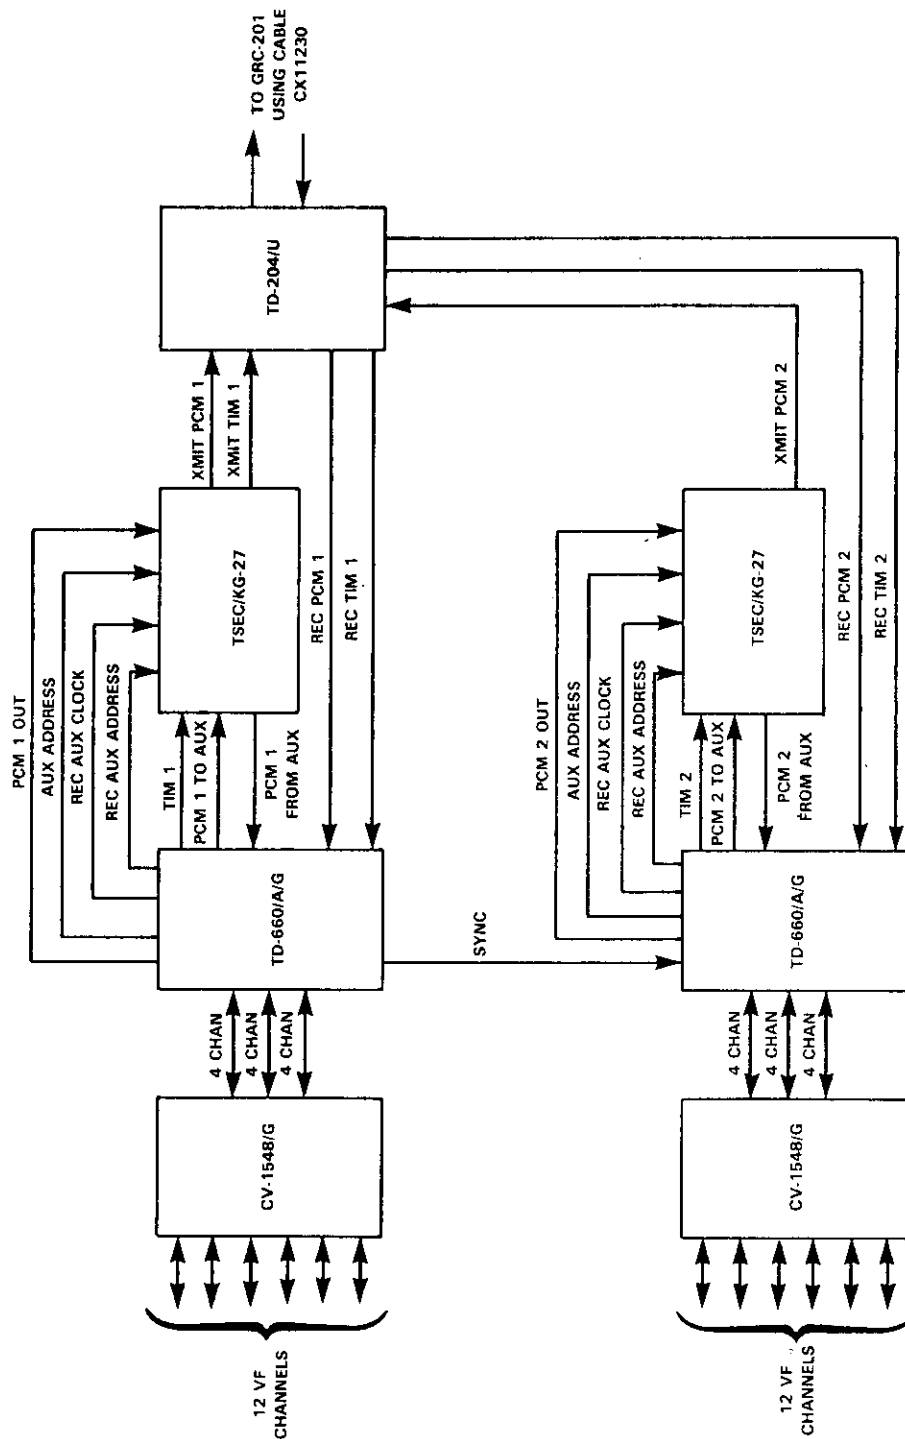 12 VF
CHANNELS
CV-1548/G
4 CHAN
4 CHAN
4 CHAN
TD-660/A/G
PCM 1 OUT
AUX ADDRESS
REC AUX CLOCK
REC AUX ADDRESS
TIM 1
PCM 1 TO AUX
PCM 1
FROM AUX
TSEC/KG-27
XMIT PCM 1
XMIT TIM 1
REC PCM 1
REC TIM 1
TD-204/U
TO GRC-201
USING CABLE
CX11230
SYNC
12 VF
CHANNELS
CV-1548/G
4 CHAN
4 CHAN
4 CHAN
TD-660/A/G
PCM 2 OUT
AUX ADDRESS
REC AUX CLOCK
REC AUX ADDRESS
TIM 2
PCM 2 TO AUX
PCM 2
FROM AUX
TSEC/KG-27
XMIT PCM 2
REC PCM 2
REC TIM 2